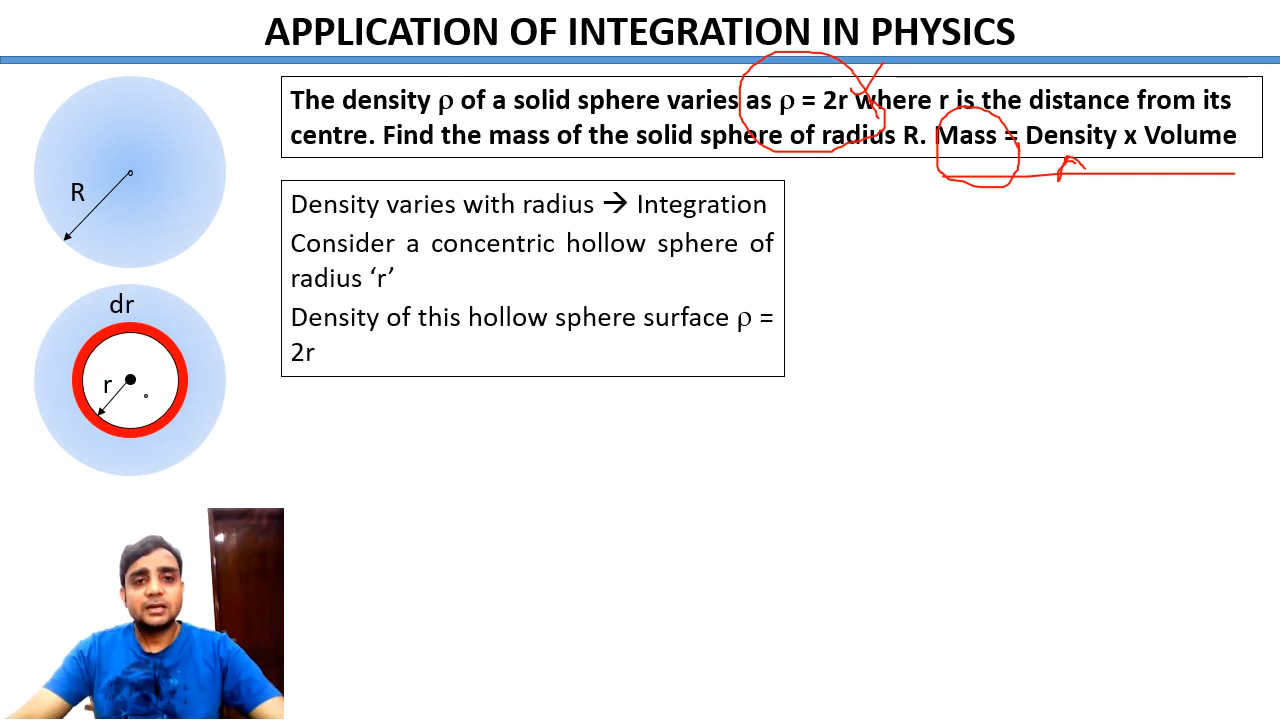 APPLICATION OF INTEGRATION IN PHYSICS
The density ρ of a solid sphere varies as ρ = 2r where r is the distance from its
centre. Find the mass of the solid sphere of radius R. Mass = Density x Volume
R
Density varies with radius → Integration
Consider a concentric hollow sphere of
radius ‘r’
Density of this hollow sphere surface ρ =
2r
dr
r